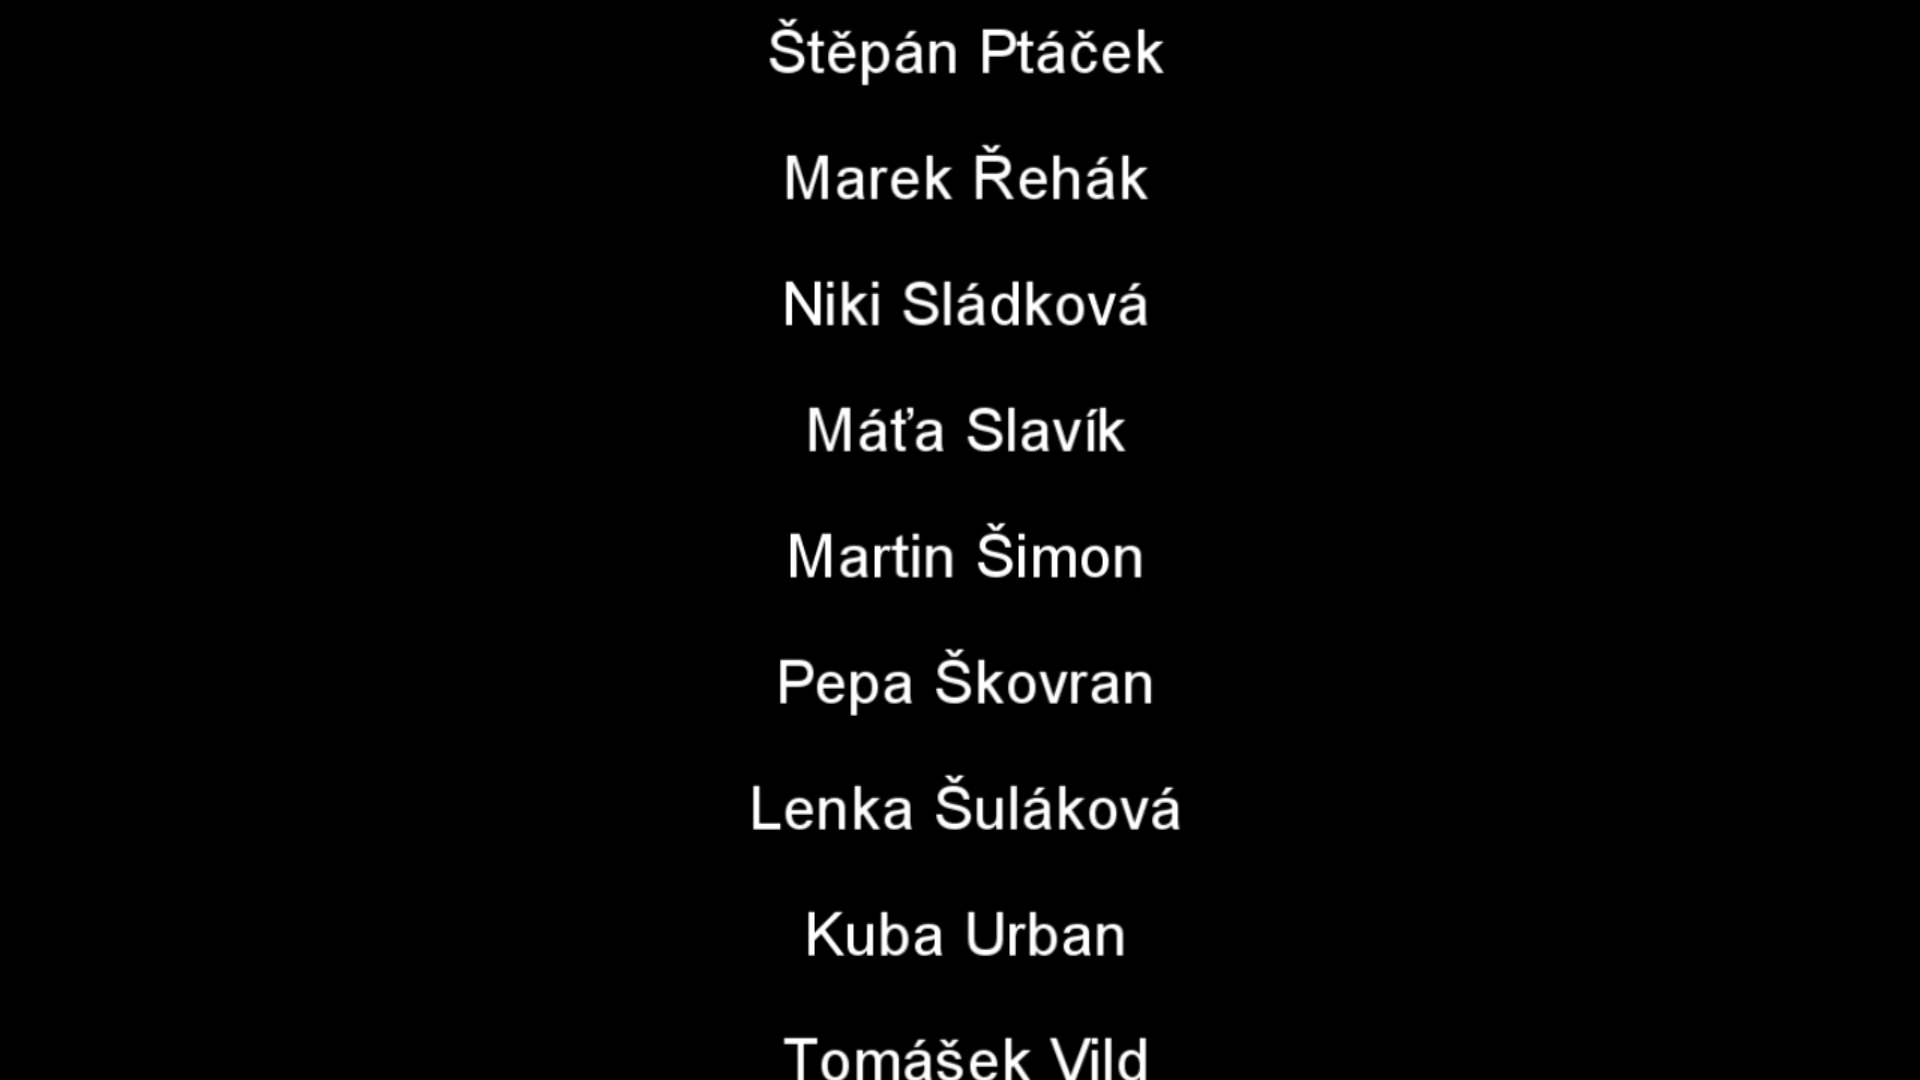 Štěpán Ptáček
Marek Řehák
Niki Sládková
Máťa Slavík
Martin Šimon
Pepa Škovran
Lenka Šuláková
Kuba Urban
Tomášek Vild